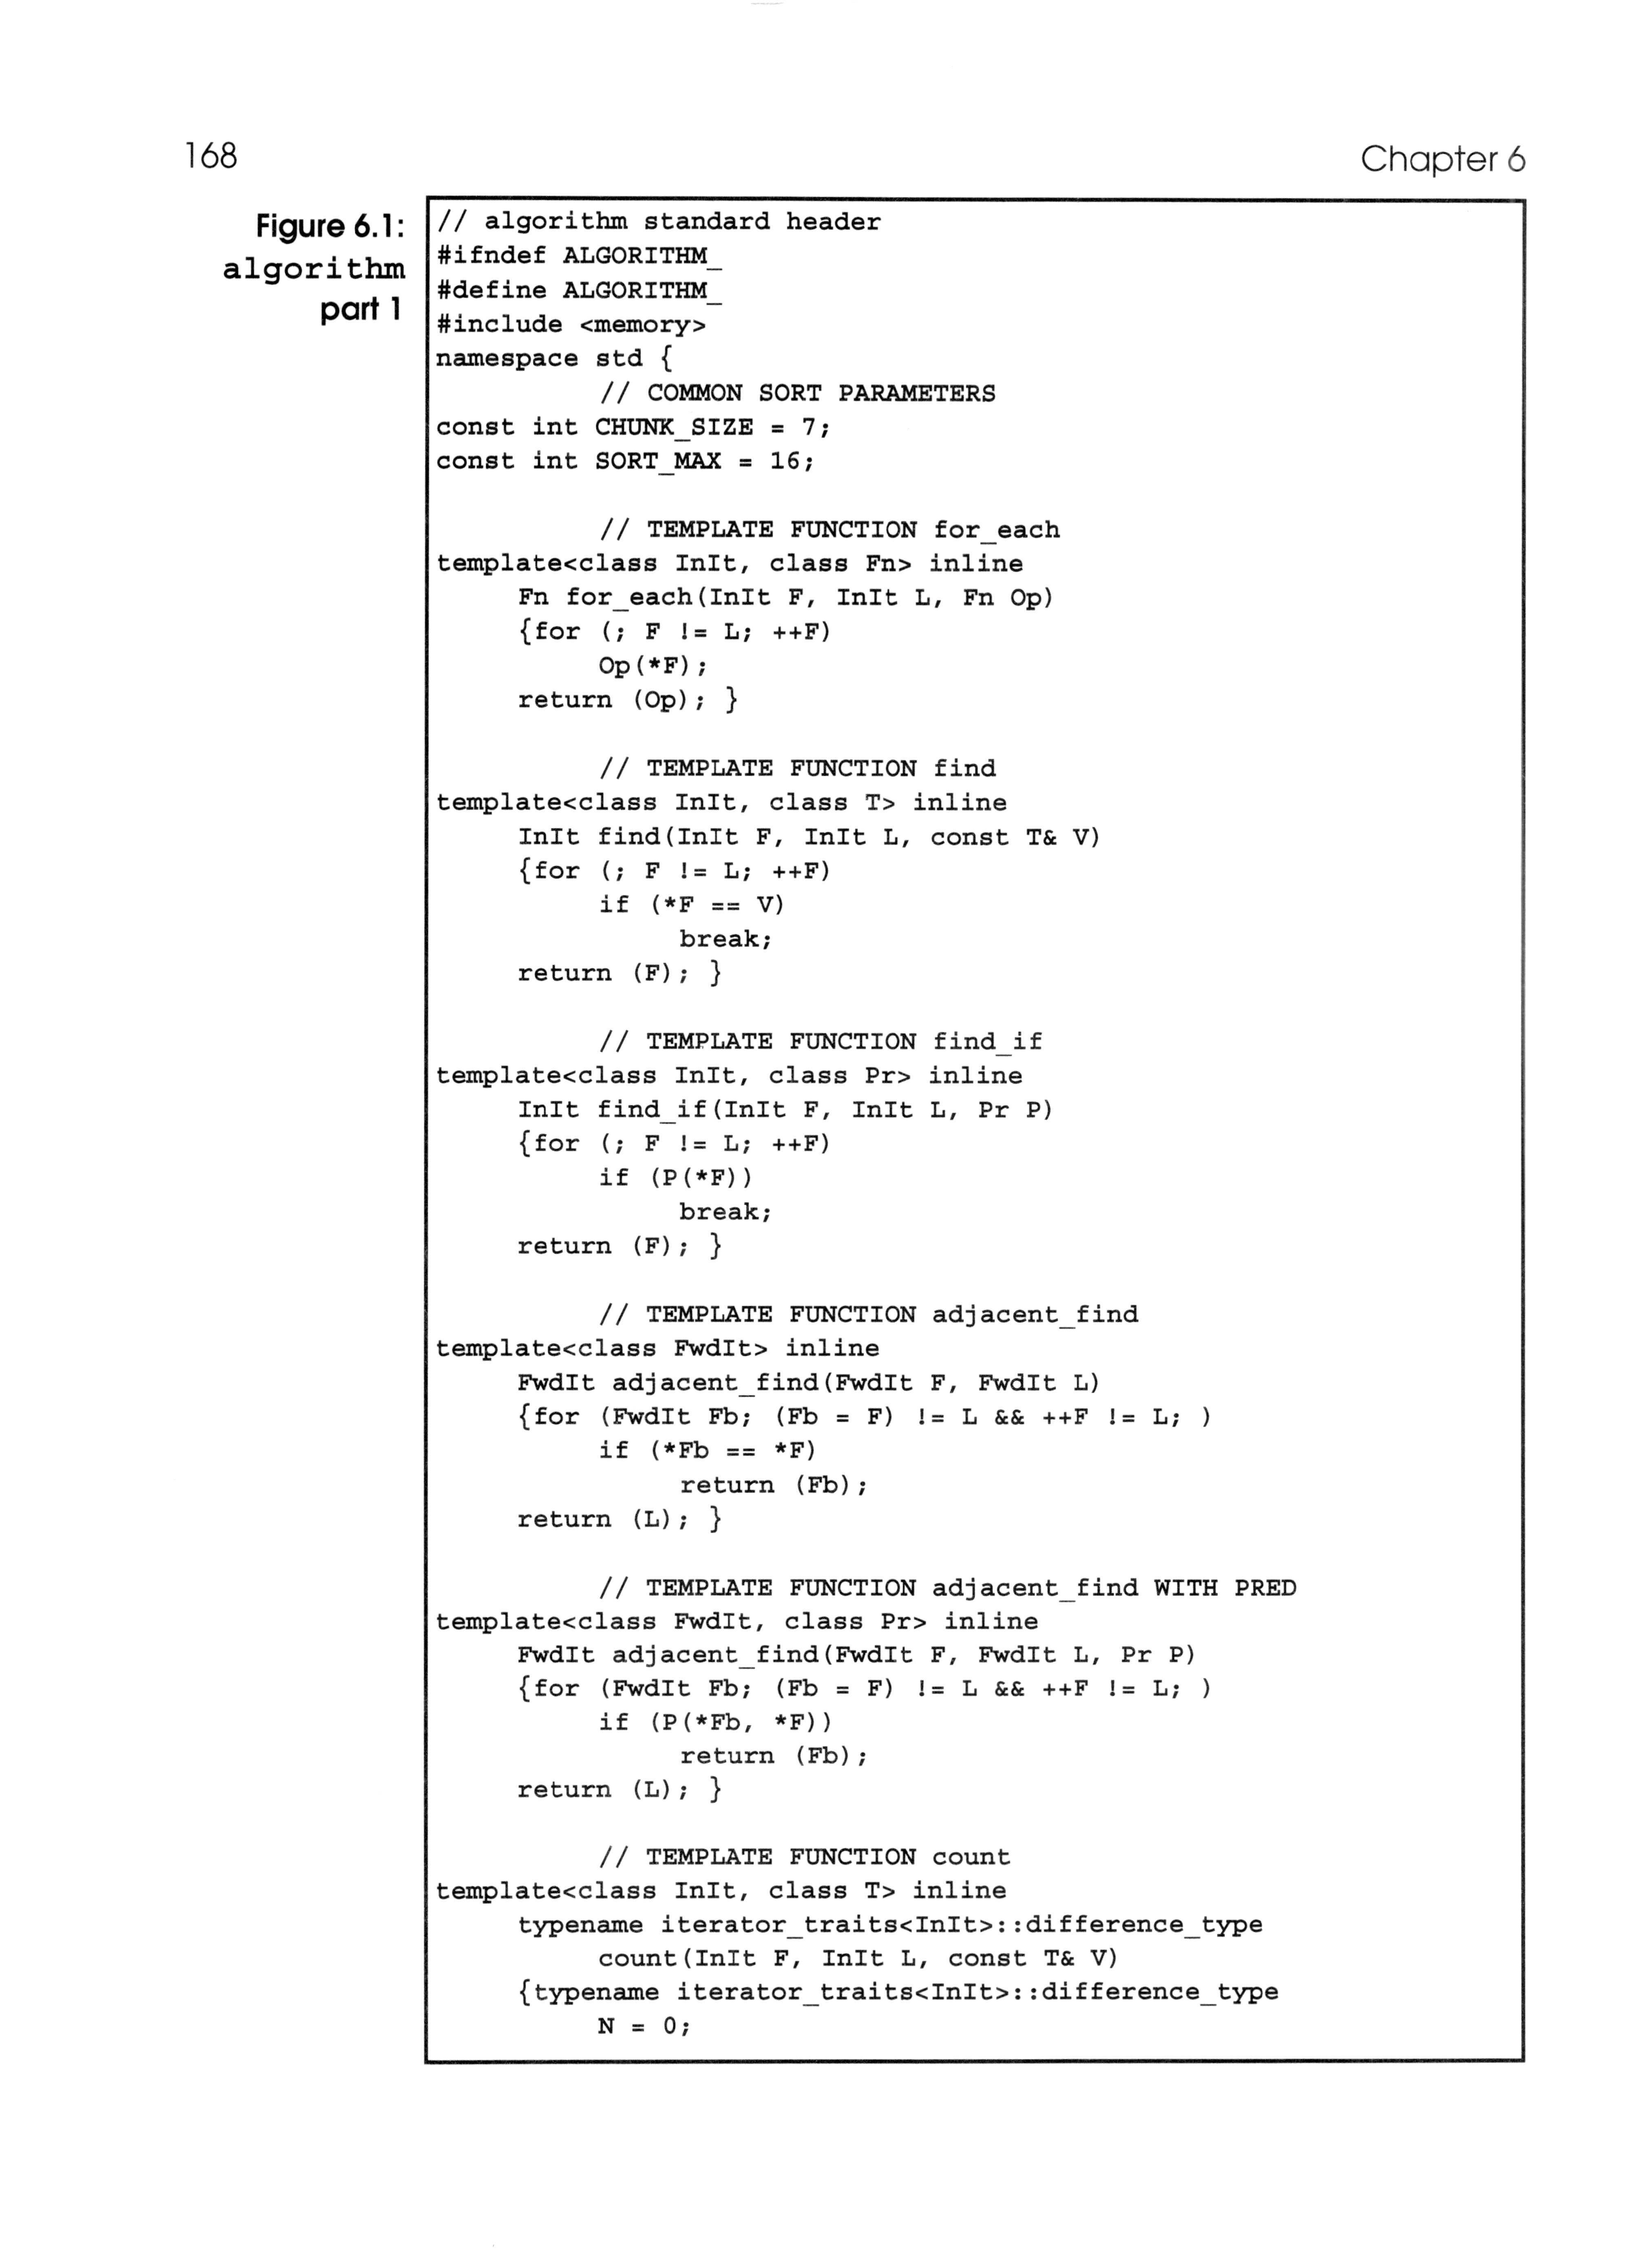 168
Chapter 6
Figure 6.1:
algorithm
part 1
// algorithm standard header
#ifndef ALGORITHM_
#define ALGORITHM_
#include <memory>
namespace std {
          // COMMON SORT PARAMETERS
const int CHUNK_SIZE = 7;
const int SORT_MAX = 16;
          // TEMPLATE FUNCTION for_each
template<class InIt, class Fn> inline
     Fn for_each(InIt F, InIt L, Fn Op)
     {for (; F != L; ++F)
          Op(*F);
     return (Op); }
          // TEMPLATE FUNCTION find
template<class InIt, class T> inline
     InIt find(InIt F, InIt L, const T& V)
     {for (; F != L; ++F)
          if (*F == V)
               break;
     return (F); }
          // TEMPLATE FUNCTION find_if
template<class InIt, class Pr> inline
     InIt find_if(InIt F, InIt L, Pr P)
     {for (; F != L; ++F)
          if (P(*F))
               break;
     return (F); }
          // TEMPLATE FUNCTION adjacent_find
template<class FwdIt> inline
     FwdIt adjacent_find(FwdIt F, FwdIt L)
     {for (FwdIt Fb; (Fb = F) != L && ++F != L; )
          if (*Fb == *F)
               return (Fb);
     return (L); }
          // TEMPLATE FUNCTION adjacent_find WITH PRED
template<class FwdIt, class Pr> inline
     FwdIt adjacent_find(FwdIt F, FwdIt L, Pr P)
     {for (FwdIt Fb; (Fb = F) != L && ++F != L; )
          if (P(*Fb, *F))
               return (Fb);
     return (L); }
          // TEMPLATE FUNCTION count
template<class InIt, class T> inline
     typename iterator_traits<InIt>::difference_type
          count(InIt F, InIt L, const T& V)
     {typename iterator_traits<InIt>::difference_type
          N = 0;